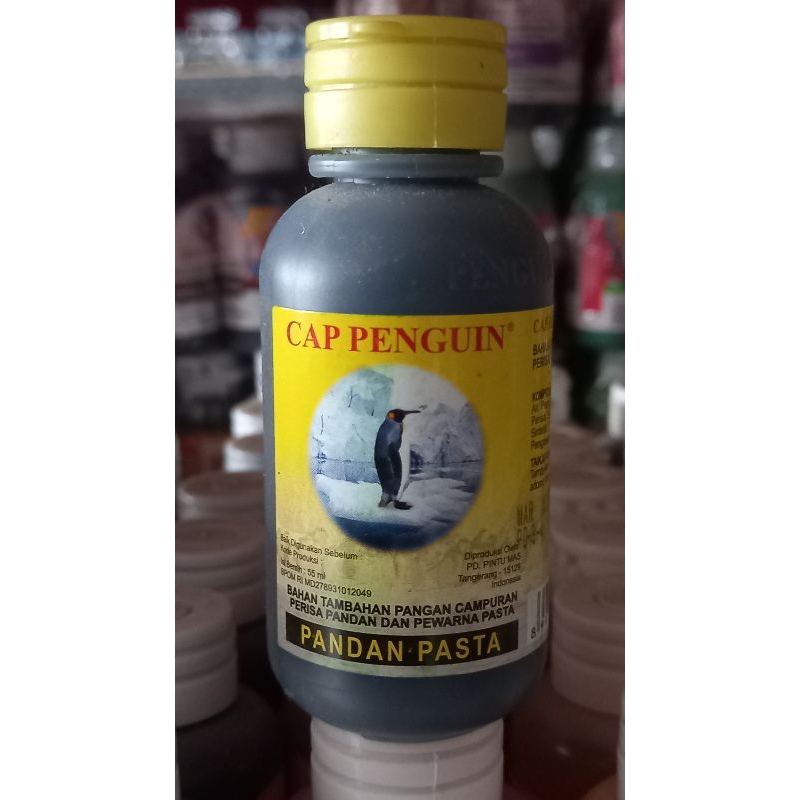 PENGU
CAP PENGUIN®
Baik Digunakan Sebelum :
Kode Produksi :
Isi Bersih : 55 ml
BPOM RI MD278931012049
Diproduksi Oleh :
PD. PINTU MAS
Tangerang - 15129
Indonesia
BAHAN TAMBAHAN PANGAN CAMPURAN
PERISA PANDAN DAN PEWARNA PASTA
PANDAN PASTA